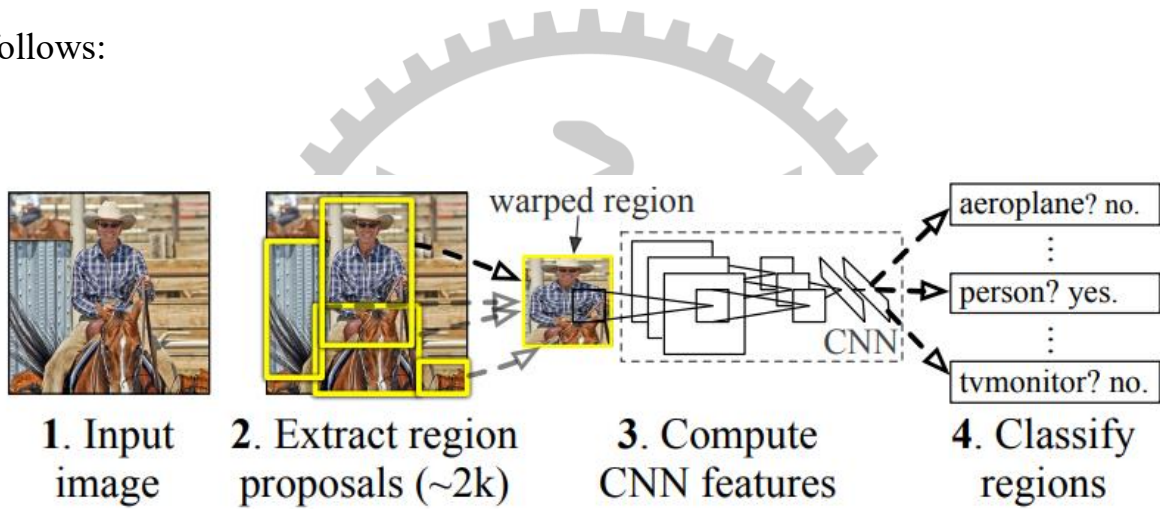 follows:
warped region
aeroplane? no.
⋮
person? yes.
CNN
⋮
tvmonitor? no.
1. Input
image
2. Extract region
proposals (~2k)
3. Compute
CNN features
4. Classify
regions